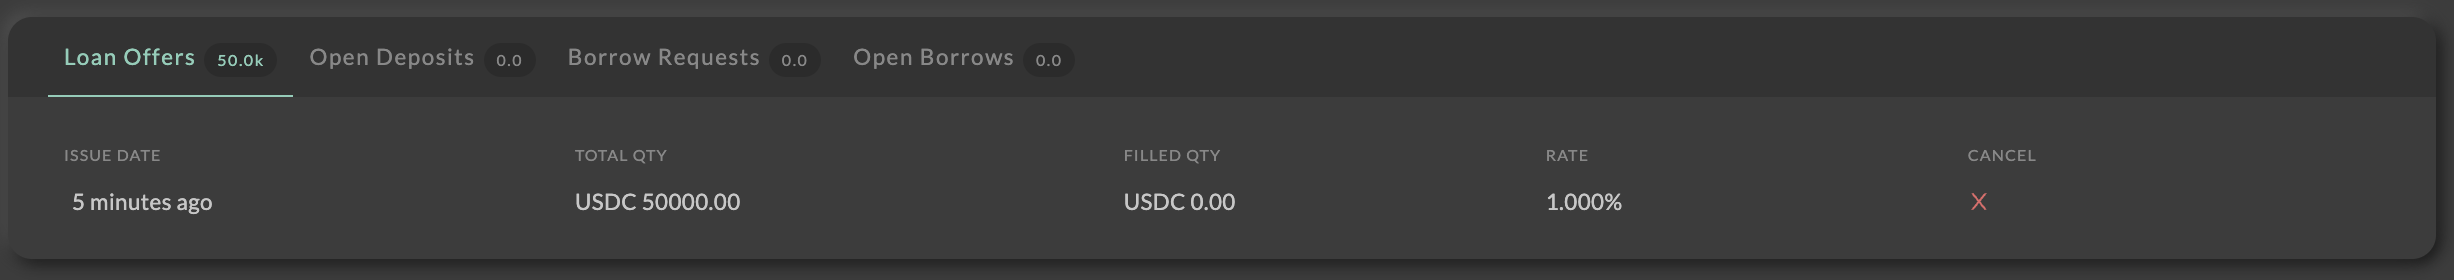 Loan Offers 50.0k Open Deposits 0.0 Borrow Requests 0.0 Open Borrows 0.0
ISSUE DATE TOTAL QTY FILLED QTY RATE CANCEL
5 minutes ago USDC 50000.00 USDC 0.00 1.000% X